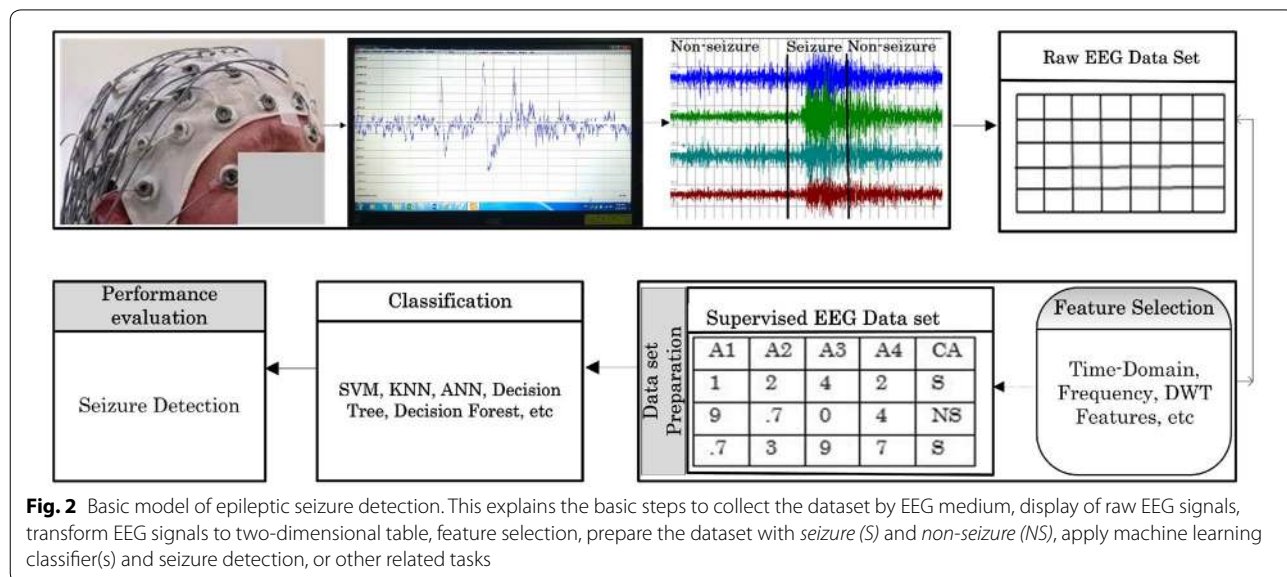 Non-seizure Seizure Non-seizure
Raw EEG Data Set
Performance
evaluation
Seizure Detection
Classification
SVM, KNN, ANN, Decision
Tree, Decision Forest, etc
Data set
Preparation
Supervised EEG Data set
A1 A2 A3 A4 CA
1 2 4 2 S
9 .7 0 4 NS
.7 3 9 7 S
Feature Selection
Time-Domain,
Frequency, DWT
Features, etc
Fig. 2 Basic model of epileptic seizure detection. This explains the basic steps to collect the dataset by EEG medium, display of raw EEG signals,
transform EEG signals to two-dimensional table, feature selection, prepare the dataset with seizure (S) and non-seizure (NS), apply machine learning
classifier(s) and seizure detection, or other related tasks